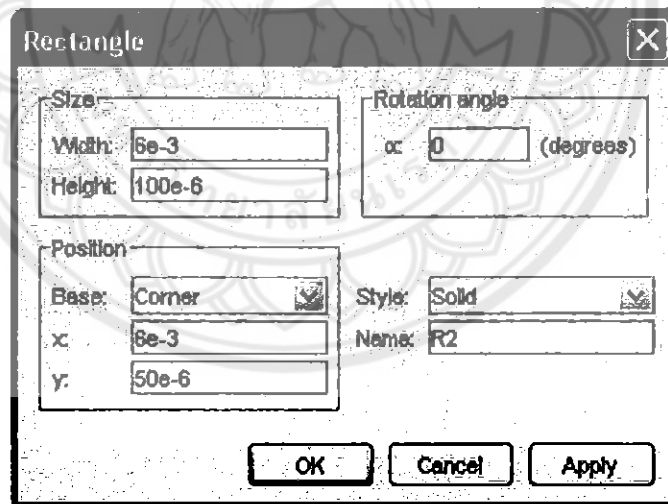 Rectangle
Size
Width: 6e-3
Height: 100e-6
Rotation angle
α: 0 (degrees)
Position
Base: Corner
x: 6e-3
y: 50e-6
Style: Solid
Name: R2
OK Cancel Apply